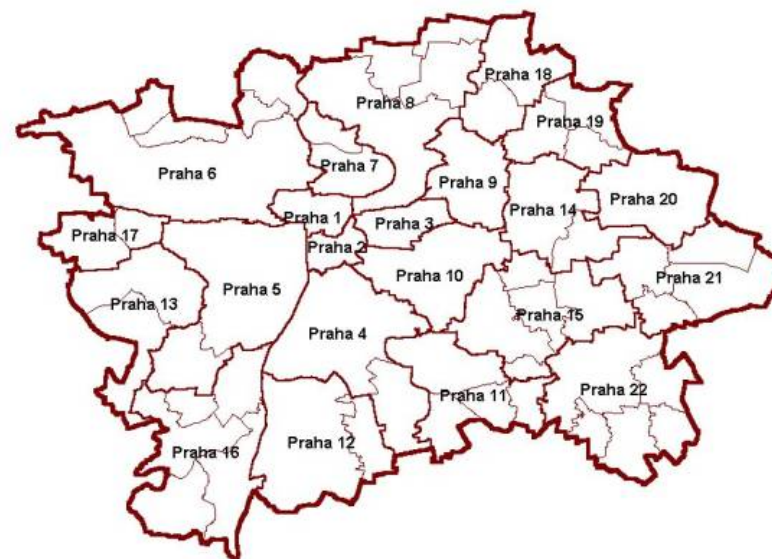 Praha 18
Praha 8
Praha 19
Praha 7
Praha 6
Praha 9
Praha 20
Praha 1
Praha 3
Praha 14
Praha 17
Praha 2
Praha 10
Praha 21
Praha 5
Praha 13
Praha 15
Praha 4
Praha 22
Praha 11
Praha 12
Praha 16